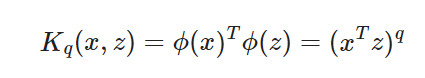 K_q(x, z) = ϕ(x)^T ϕ(z) = (x^T z)^q